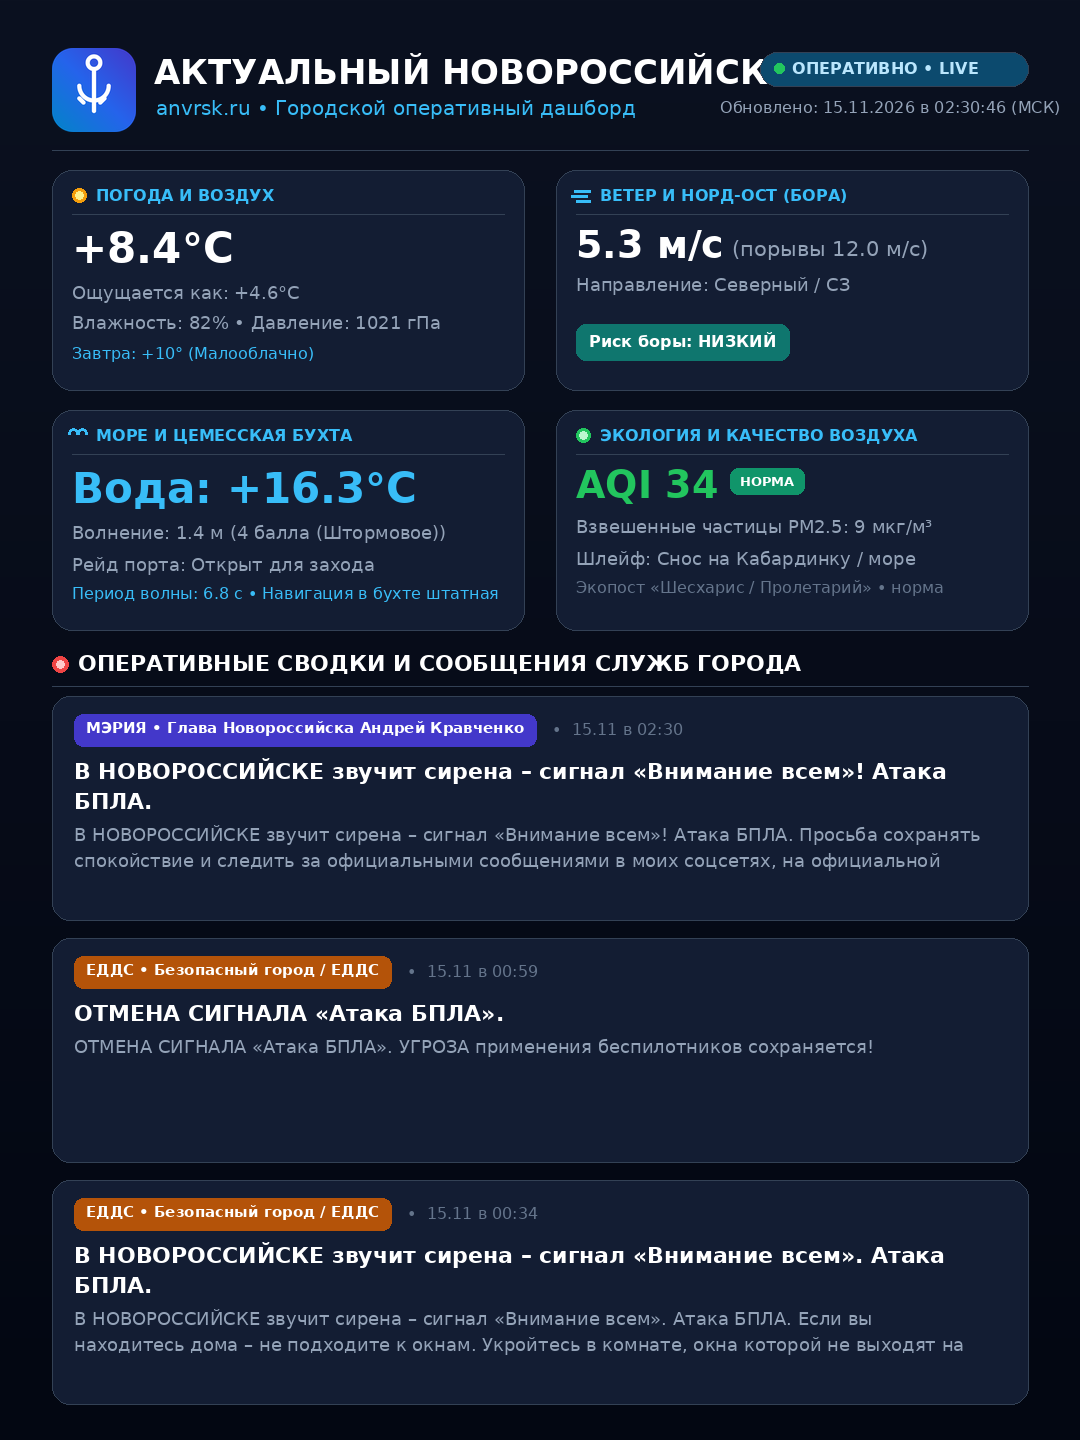 АКТУАЛЬНЫЙ НОВОРОССИЙСК
ОПЕРАТИВНО • LIVE
anvrsk.ru • Городской оперативный дашборд
Обновлено: 15.11.2026 в 02:30:46 (МСК)
ПОГОДА И ВОЗДУХ
+8.4°C
Ощущается как: +4.6°C
Влажность: 82% • Давление: 1021 гПа
Завтра: +10° (Малооблачно)
ВЕТЕР И НОРД-ОСТ (БОРА)
5.3 м/с (порывы 12.0 м/с)
Направление: Северный / СЗ
Риск боры: НИЗКИЙ
МОРЕ И ЦЕМЕССКАЯ БУХТА
Вода: +16.3°C
Волнение: 1.4 м (4 балла (Штормовое))
Рейд порта: Открыт для захода
Период волны: 6.8 с • Навигация в бухте штатная
ЭКОЛОГИЯ И КАЧЕСТВО ВОЗДУХА
AQI 34 НОРМА
Взвешенные частицы PM2.5: 9 мкг/м³
Шлейф: Снос на Кабардинку / море
Экопост «Шесхарис / Пролетарий» • норма
ОПЕРАТИВНЫЕ СВОДКИ И СООБЩЕНИЯ СЛУЖБ ГОРОДА
МЭРИЯ • Глава Новороссийска Андрей Кравченко • 15.11 в 02:30
В НОВОРОССИЙСКЕ звучит сирена – сигнал «Внимание всем»! Атака
БПЛА.
В НОВОРОССИЙСКЕ звучит сирена – сигнал «Внимание всем»! Атака БПЛА. Просьба сохранять
спокойствие и следить за официальными сообщениями в моих соцсетях, на официальной
ЕДДС • Безопасный город / ЕДДС • 15.11 в 00:59
ОТМЕНА СИГНАЛА «Атака БПЛА».
ОТМЕНА СИГНАЛА «Атака БПЛА». УГРОЗА применения беспилотников сохраняется!
ЕДДС • Безопасный город / ЕДДС • 15.11 в 00:34
В НОВОРОССИЙСКЕ звучит сирена – сигнал «Внимание всем». Атака
БПЛА.
В НОВОРОССИЙСКЕ звучит сирена – сигнал «Внимание всем». Атака БПЛА. Если вы
находитесь дома – не подходите к окнам. Укройтесь в комнате, окна которой не выходят на